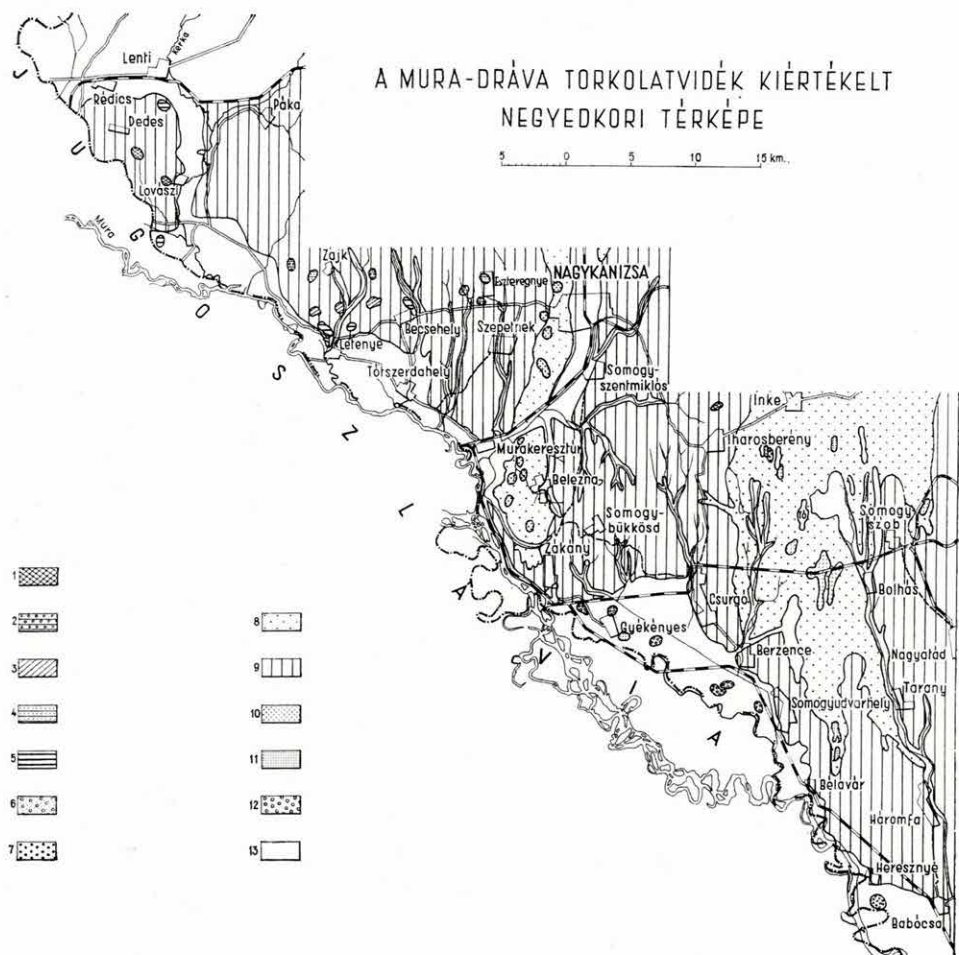 A MURA-DRÁVA TORKOLATVIDÉK KIÉRTÉKELT
NEGYEDKORI TÉRKÉPE
5 0 5 10 15 km.
Lenti
Kerka
Rédics
Dedes
Páka
Lovászi
Mura
Zajk
Eszteregnye
NAGYKANIZSA
Becsehely
Szepetnek
Letenye
Tótszerdahely
Somogy-
szentmiklós
Inke
Iharosberény
Murakeresztúr
Belezna
Somogy-
bükkösd
Somogy
szob
Zákány
Csurgó
Bolhás
Gyékényes
Berzence
Nagyatád
Tarany
Somogyudvarhely
Bélavár
Háromfa
Heresznye
Babócsa
J U G O S Z L Á V I A
1
2
3
4
5
6
7
8
9
10
11
12
13